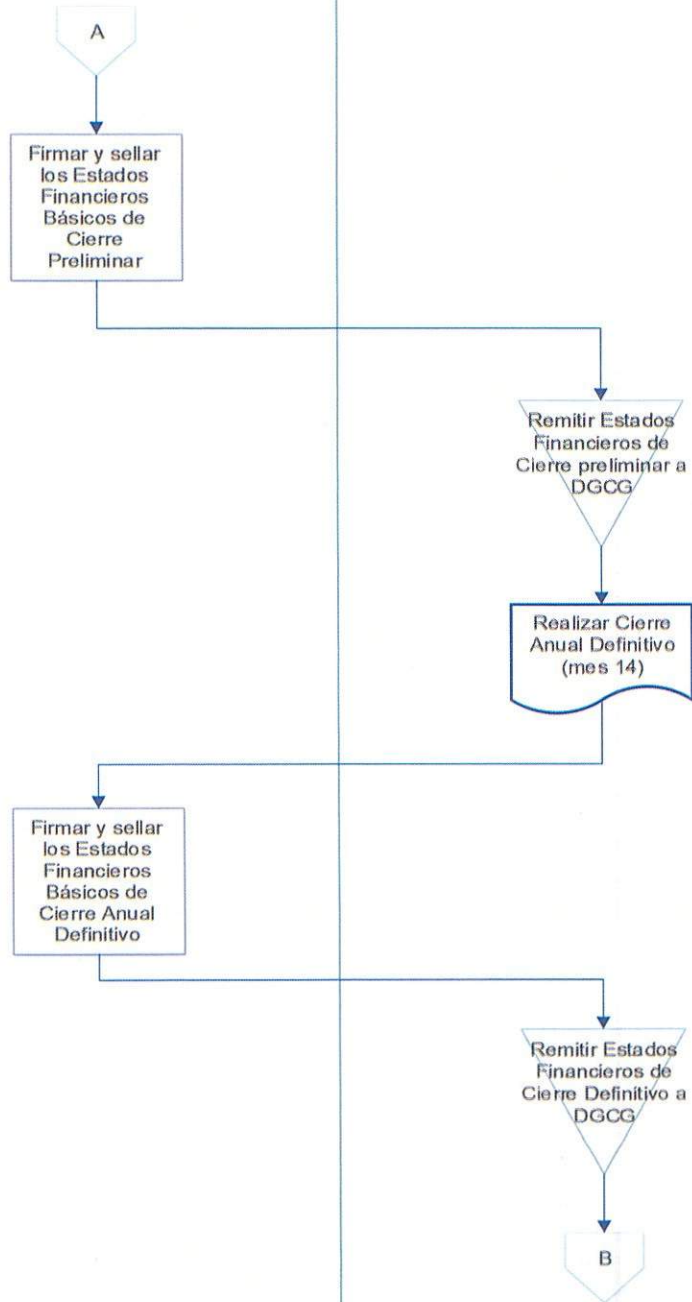 A
Firmar y sellar
los Estados
Financieros
Básicos de
Cierre
Preliminar
Remitir Estados
Financieros de
Cierre preliminar a
DGCG
Realizar Cierre
Anual Definitivo
(mes 14)
Firmar y sellar
los Estados
Financieros
Básicos de
Cierre Anual
Definitivo
Remitir Estados
Financieros de
Cierre Definitivo a
DGCG
B